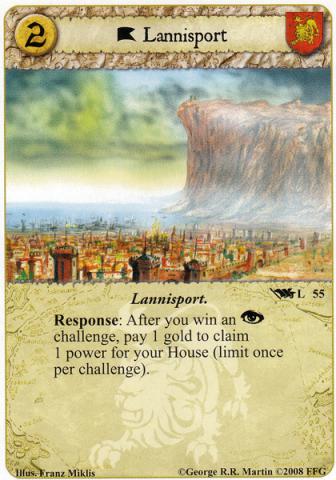 2
Lannisport
L 55
Lannisport.
Response: After you win an
challenge, pay 1 gold to claim
1 power for your House (limit once
per challenge).
Illus. Franz Miklis ©George R.R. Martin ©2008 FFG